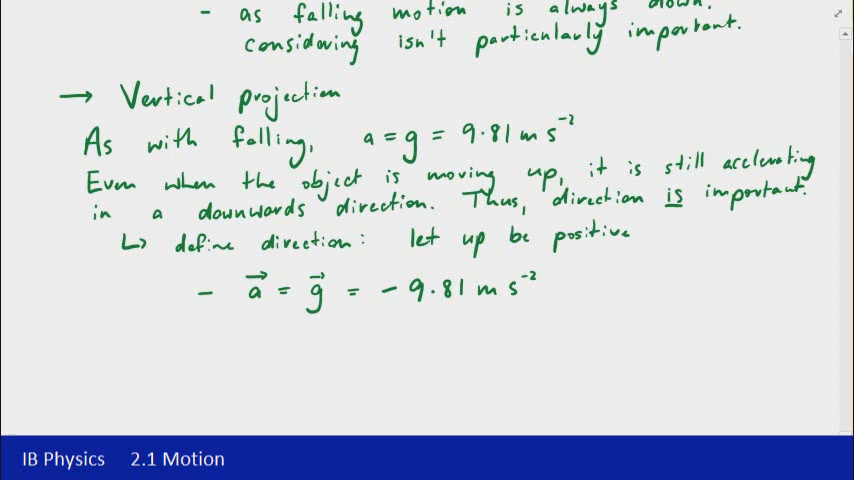 - as falling motion is always down.
considering isn't particularly important.
→ Vertical projection
As with falling, a = g = 9.81 m s⁻²
Even when the object is moving up, it is still acclerating
in a downwards direction. Thus, direction is important.
↳ define direction: let up be positive
- a⃗ = g⃗ = - 9.81 m s⁻²
IB Physics 2.1 Motion